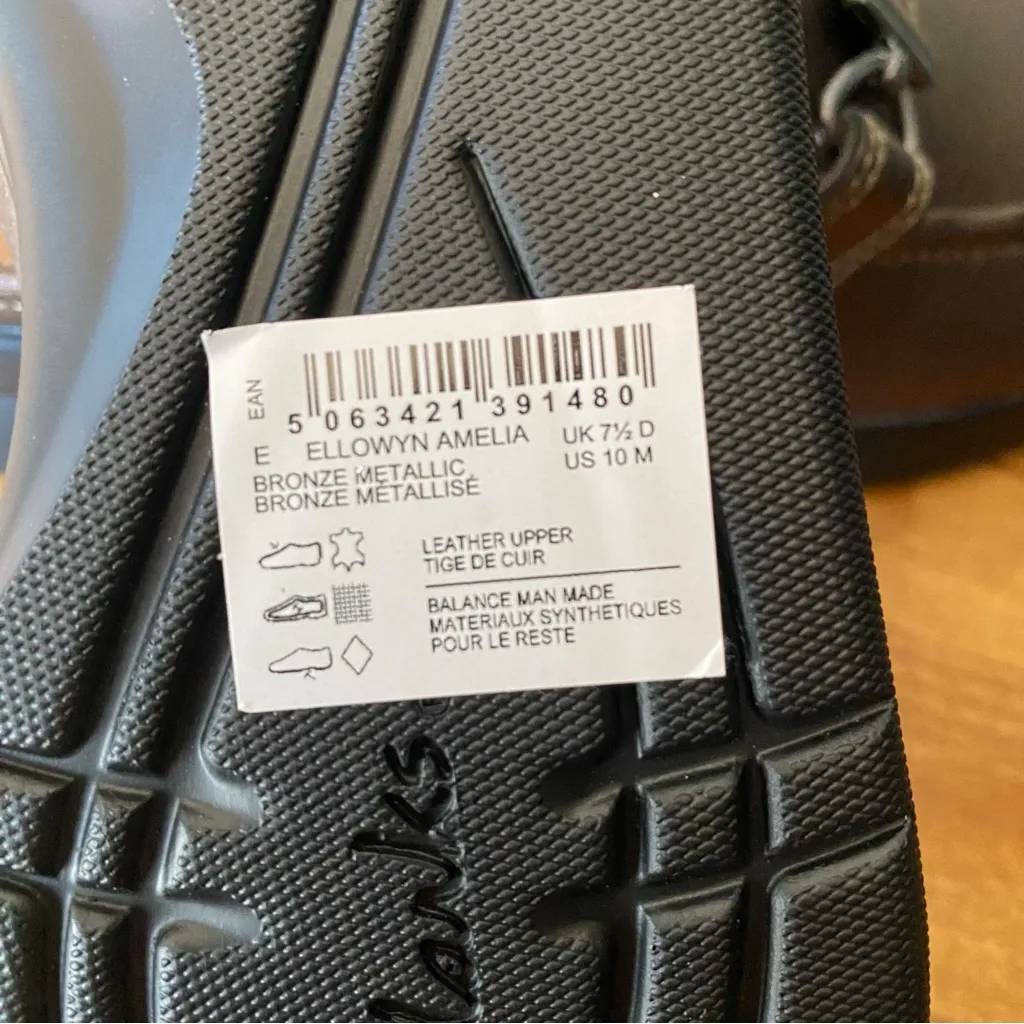 EAN
5 063421 391480
E ELLOWYN AMELIA UK 7½ D
BRONZE METALLIC, US 10 M
BRONZE MÉTALLISÉ
LEATHER UPPER
TIGE DE CUIR
BALANCE MAN MADE
MATERIAUX SYNTHETIQUES
POUR LE RESTE
Clarks